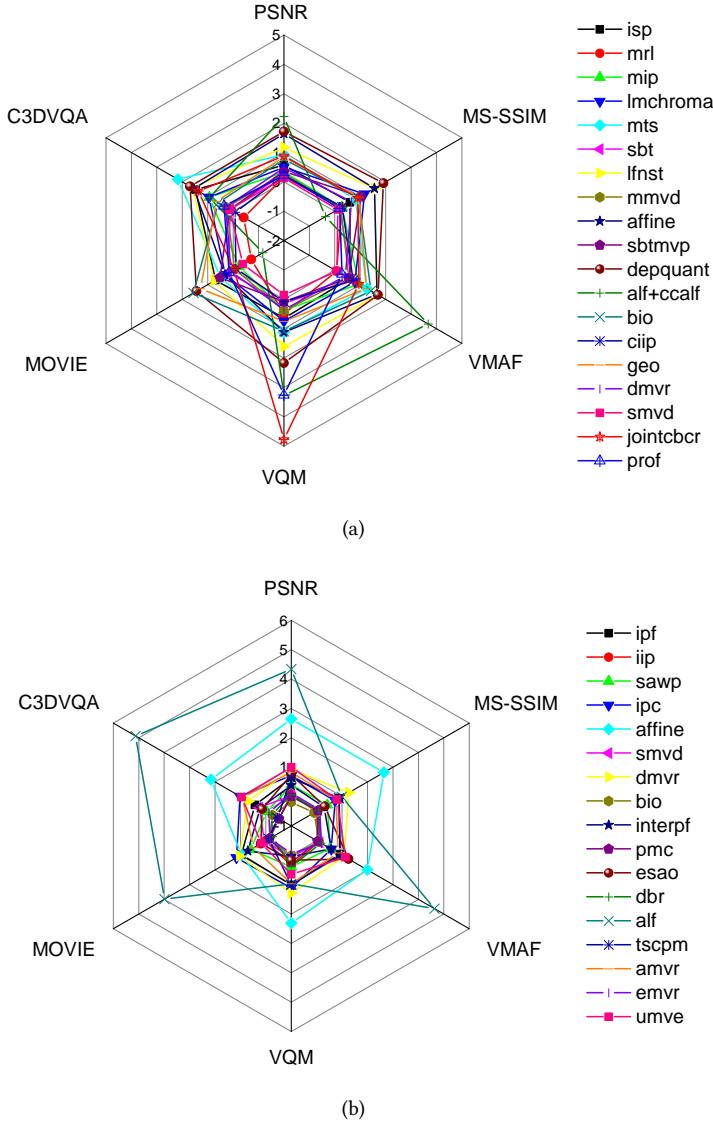 PSNR
5
4
3
2
1
-1
-2
MS-SSIM
VMAF
VQM
MOVIE
C3DVQA
isp
mrl
mip
lmchroma
mts
sbt
lfnst
mmvd
affine
sbtmvp
depquant
alf+ccalf
bio
ciip
geo
dmvr
smvd
jointcbcr
prof
(a)
PSNR
6
5
4
3
2
MS-SSIM
VMAF
VQM
MOVIE
C3DVQA
ipf
iip
sawp
ipc
affine
smvd
dmvr
bio
interpf
pmc
esao
dbr
alf
tscpm
amvr
emvr
umve
(b)